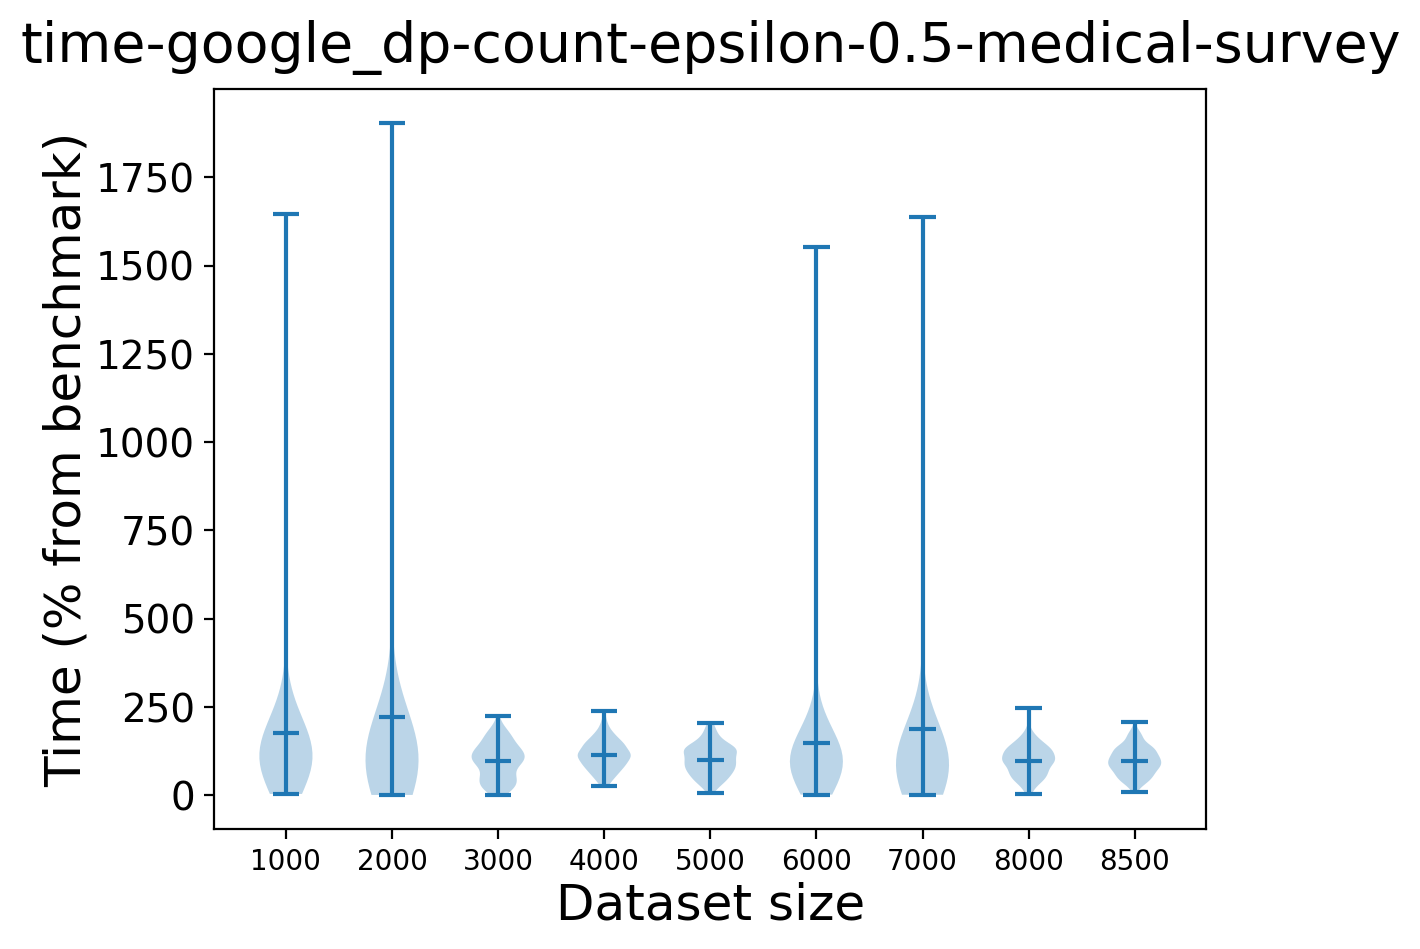 time-google_dp-count-epsilon-0.5-medical-survey
Time (% from benchmark)
1750
1500
1250
1000
750
500
250
0
1000 2000 3000 4000 5000 6000 7000 8000 8500
Dataset size